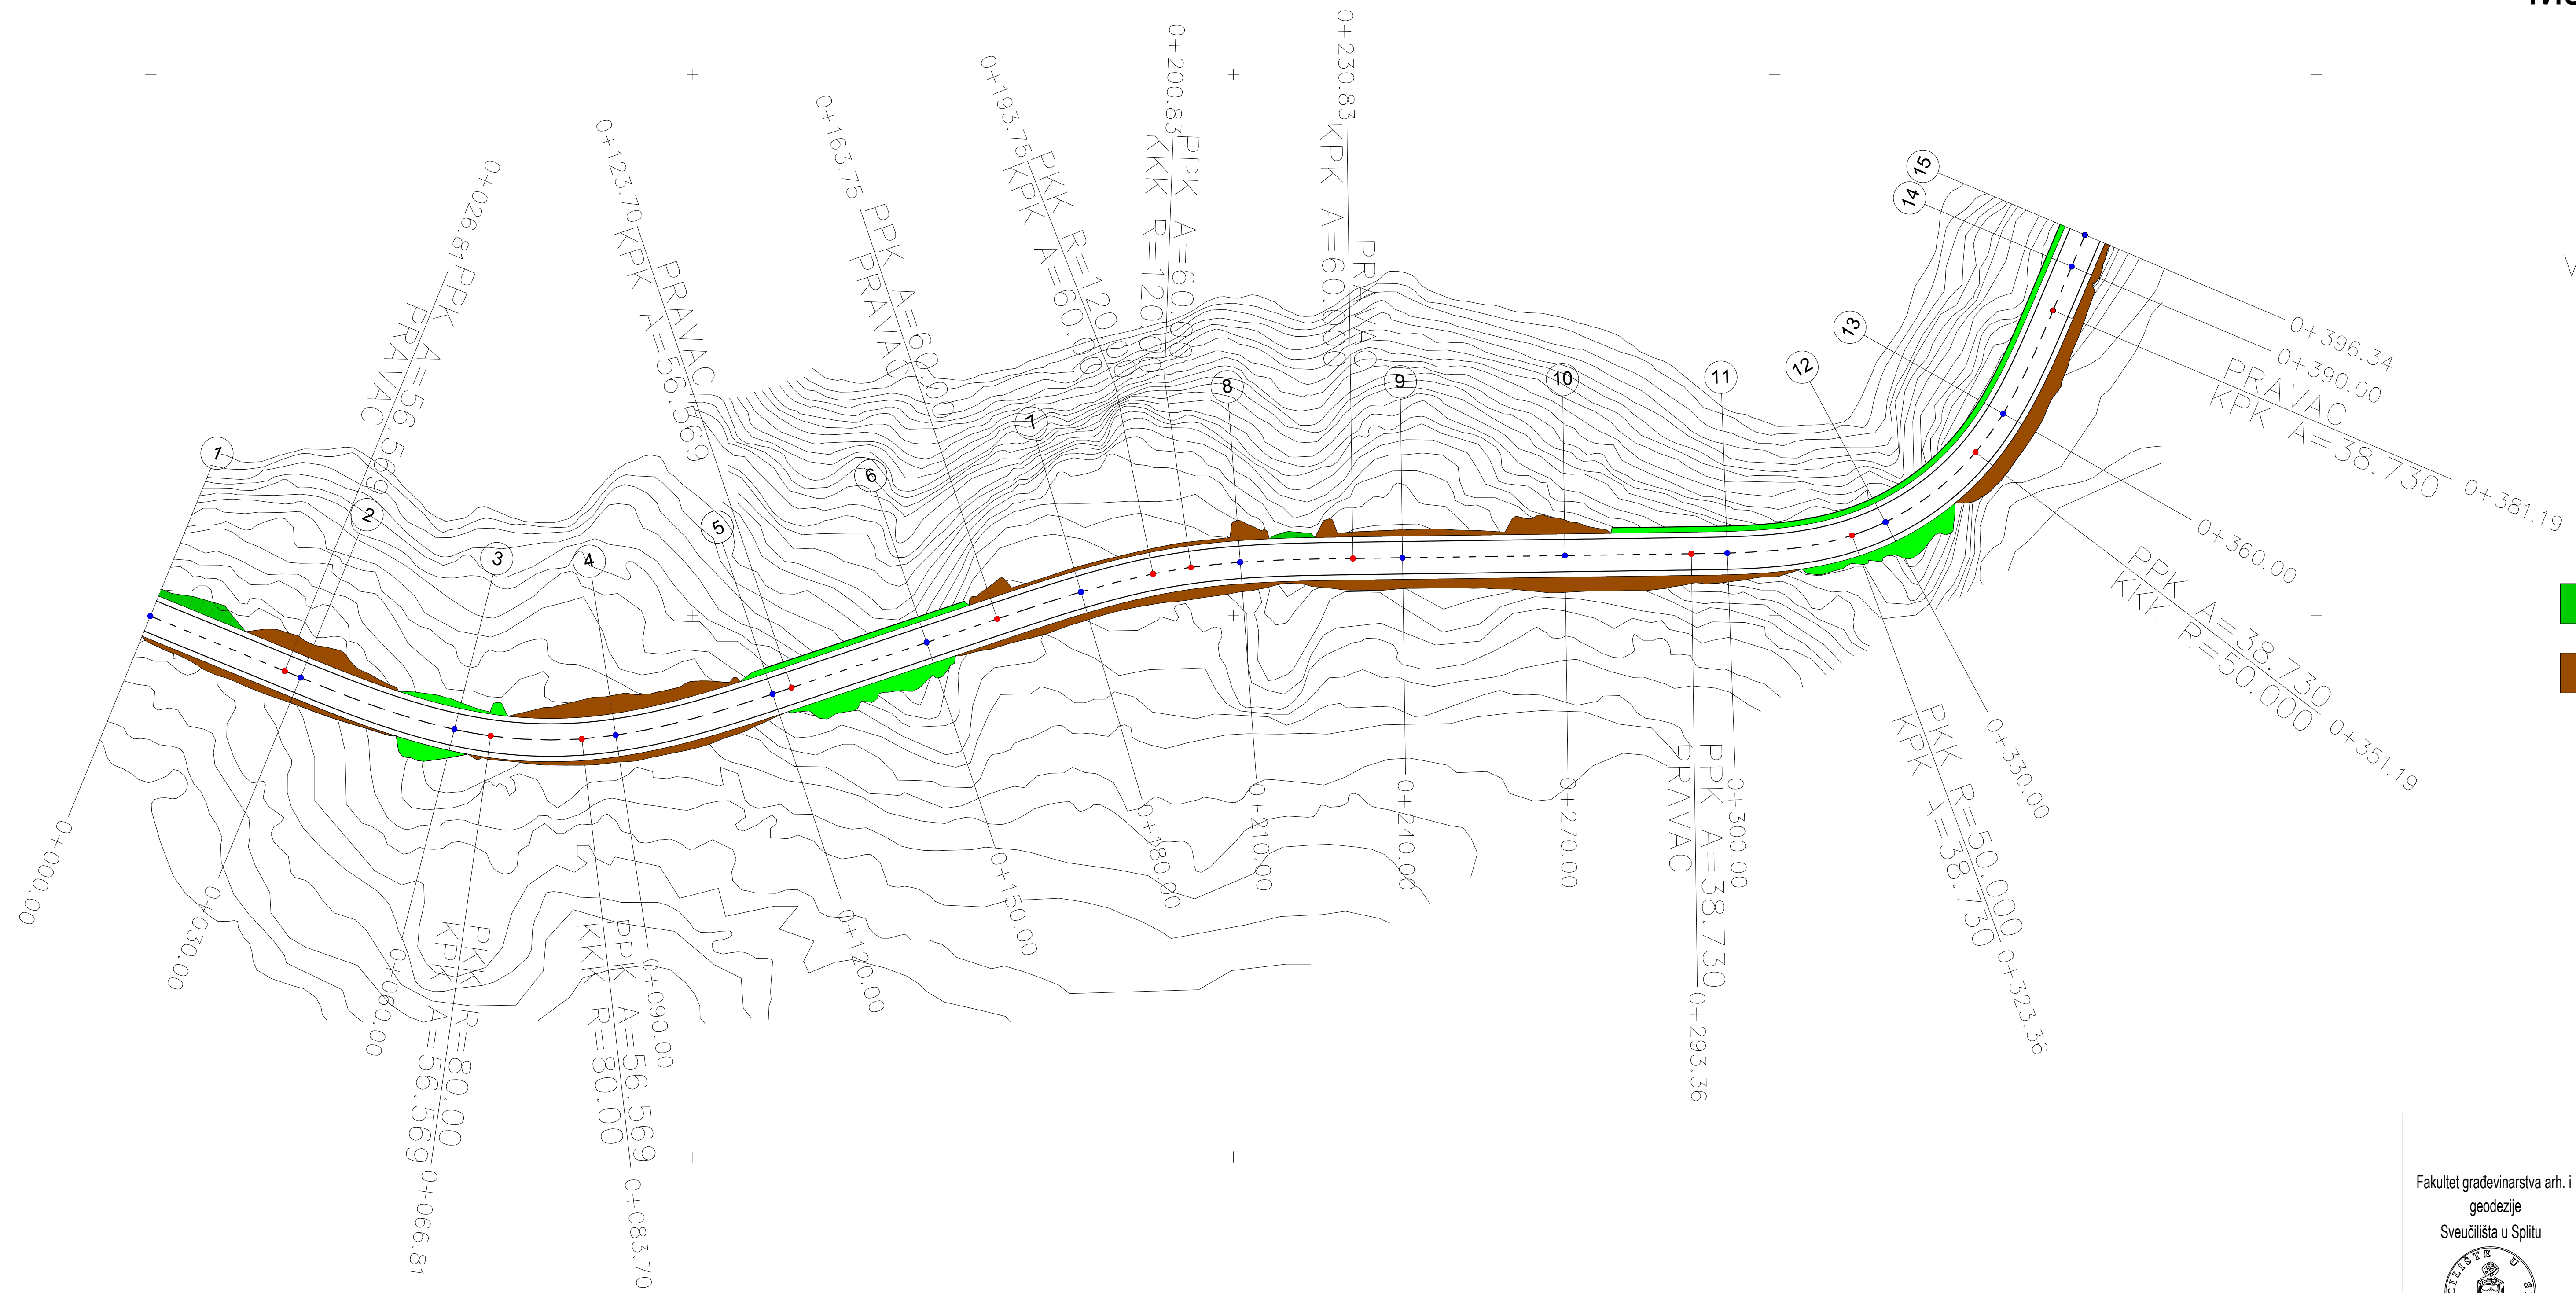 0+026.81
PPK A=56.569
PRAVAC
0+123.70
PRAVAC
KPK A=56.569
0+163.75
PPK A=60.00
PRAVAC
0+193.75
PKK R=120.00
KPK A=60.00
0+200.83
PPK A=60.00
KKK R=120.00
0+230.83
PRAVAC
KPK A=60.000
1
2
3
4
5
6
7
8
9
10
11
12
13
14
15
0+396.34
0+390.00
PRAVAC
KPK A=38.730
0+381.19
0+360.00
PPK A=38.730
KKK R=50.000
0+351.19
0+330.00
PKK R=50.000
KPK A=38.730
0+323.36
0+300.00
PPK A=38.730
PRAVAC
0+293.36
0+270.00
0+240.00
0+210.00
0+180.00
0+150.00
0+120.00
0+090.00
PPK A=56.569
KKK R=80.00
0+083.70
PKK R=80.00
KPK A=56.569
0+066.81
0+060.00
0+030.00
0+000.00
Fakultet građevinarstva arh. i
geodezije
Sveučilišta u Splitu